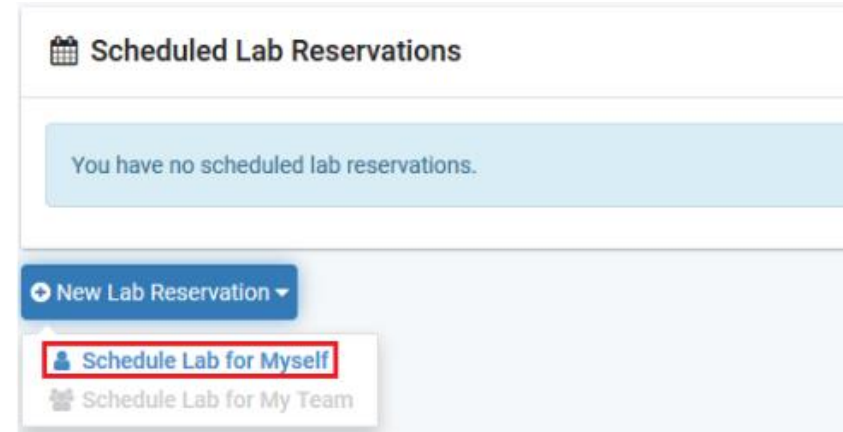 Scheduled Lab Reservations
You have no scheduled lab reservations.
New Lab Reservation
Schedule Lab for Myself
Schedule Lab for My Team